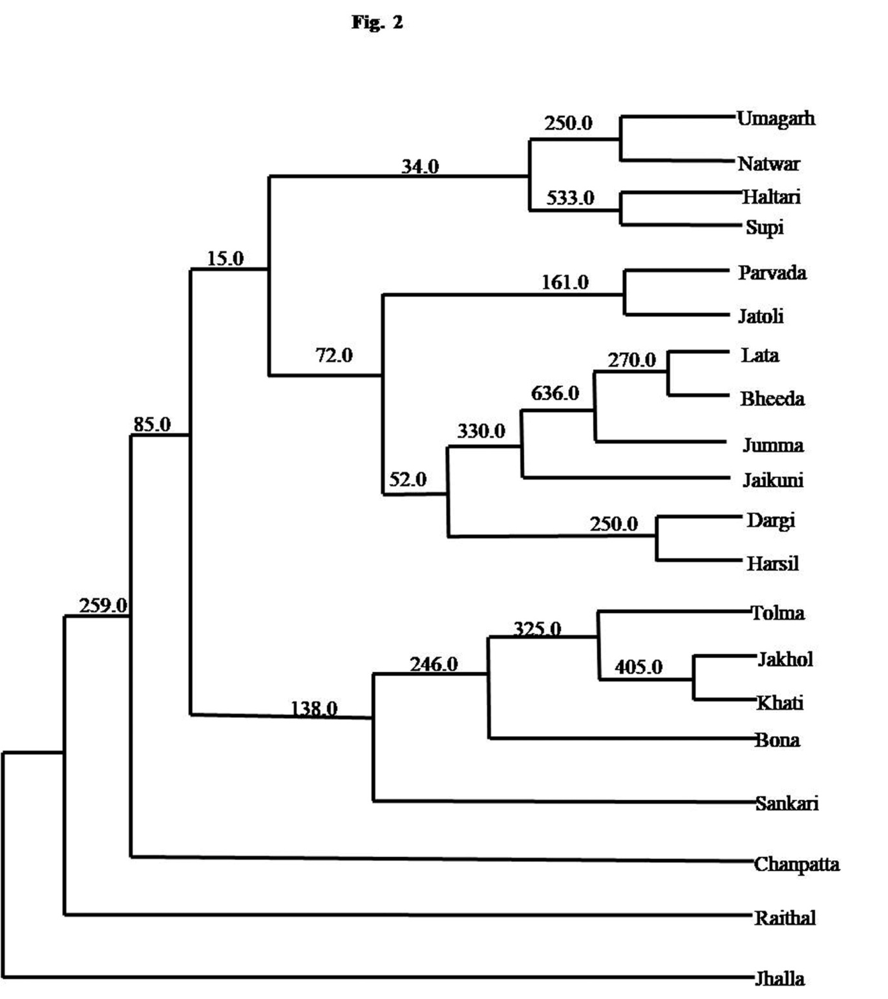 Fig. 2
Umagarh
250.0
Natwar
34.0
Haltari
533.0
Supi
15.0
Parvada
161.0
Jatoli
72.0
Lata
270.0
Bheeda
636.0
330.0
Jumma
85.0
52.0
Jaikuni
Dargi
250.0
Harsil
259.0
Tolma
325.0
Jakhol
246.0
405.0
Khati
138.0
Bona
Sankari
Chanpatta
Raithal
Jhalla